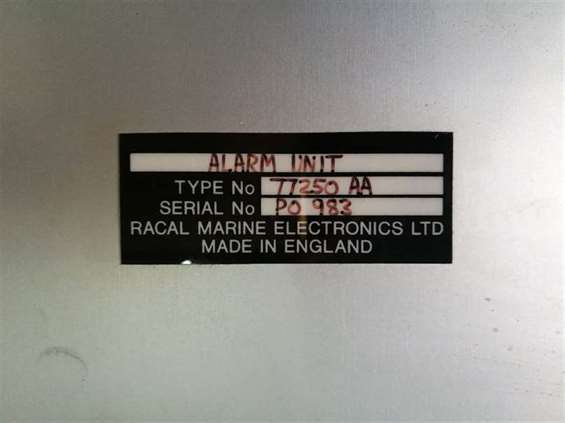 ALARM UNIT
TYPE No 77250 AA
SERIAL No PO 983
RACAL MARINE ELECTRONICS LTD
MADE IN ENGLAND